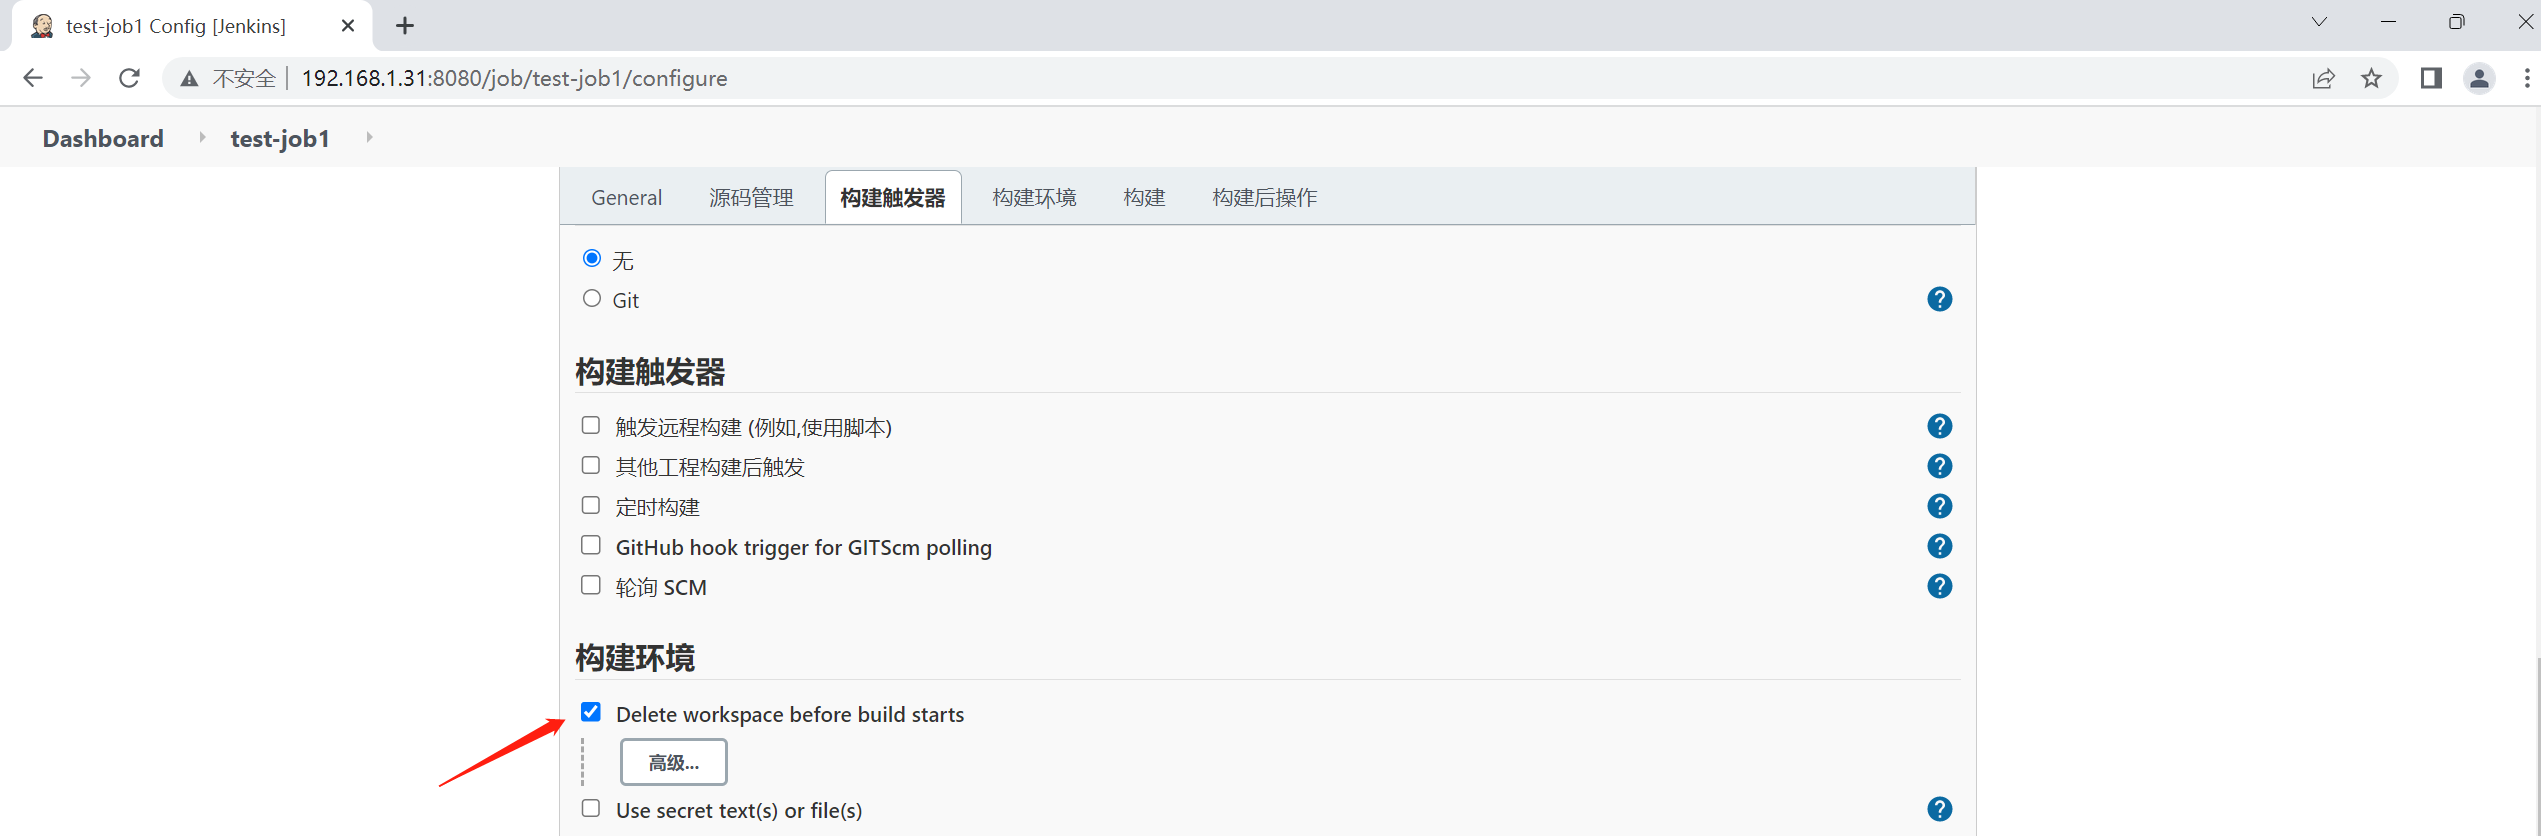 test-job1 Config [Jenkins]
不安全 192.168.1.31:8080/job/test-job1/configure
Dashboard test-job1
General 源码管理 构建触发器 构建环境 构建 构建后操作
无
Git
构建触发器
触发远程构建 (例如,使用脚本)
其他工程构建后触发
定时构建
GitHub hook trigger for GITScm polling
轮询 SCM
构建环境
Delete workspace before build starts
高级...
Use secret text(s) or file(s)